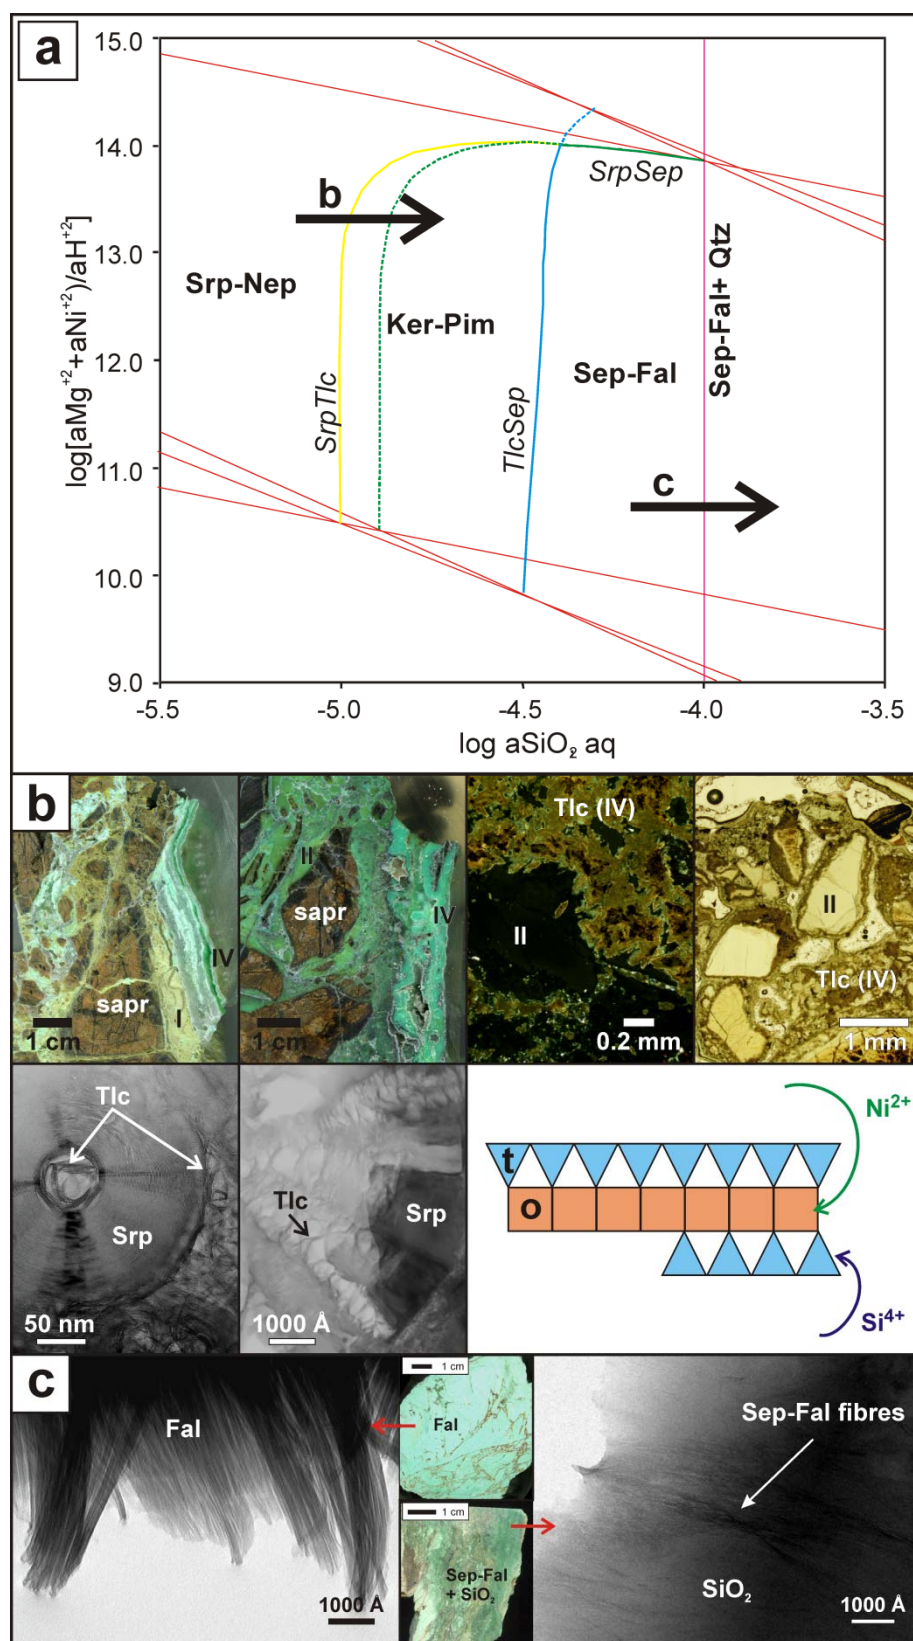 a
15.0
14.0
13.0
12.0
11.0
10.0
9.0
log[aMg⁺²+aNi⁺²)/aH⁺²]
-5.5
-5.0
-4.5
-4.0
-3.5
log aSiO₂ aq
b
Srp-Nep
Ker-Pim
Sep-Fal
SrpSep
SrpTlc
TlcSep
Sep-Fal+ Qtz
c
b
sapr
I
IV
1 cm
II
sapr
IV
1 cm
Tlc (IV)
II
0.2 mm
II
Tlc (IV)
1 mm
Tlc
Srp
50 nm
Tlc
Srp
1000 Å
Ni²⁺
t
o
Si⁴⁺
c
Fal
1000 Å
1 cm
Fal
1 cm
Sep-Fal
+ SiO₂
Sep-Fal fibres
SiO₂
1000 Å